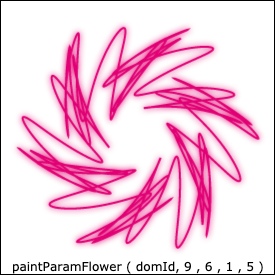 paintParamFlower ( domId, 9 , 6 , 1 , 5 )